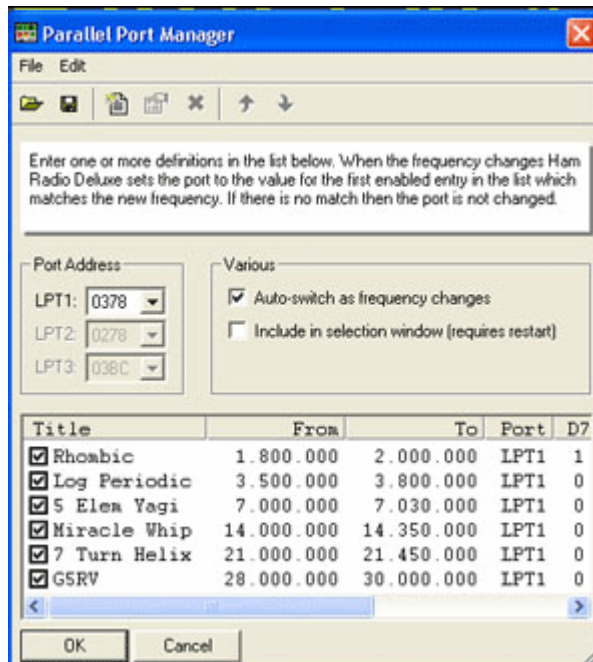 Parallel Port Manager
File Edit
Enter one or more definitions in the list below. When the frequency changes Ham
Radio Deluxe sets the port to the value for the first enabled entry in the list which
matches the new frequency. If there is no match then the port is not changed.
Port Address
LPT1: 0378
LPT2: 0278
LPT3: 03BC
Various
Auto-switch as frequency changes
Include in selection window (requires restart)
Title From To Port D7
Rhombic 1.800.000 2.000.000 LPT1 1
Log Periodic 3.500.000 3.800.000 LPT1 0
5 Elem Yagi 7.000.000 7.030.000 LPT1 0
Miracle Whip 14.000.000 14.350.000 LPT1 0
7 Turn Helix 21.000.000 21.450.000 LPT1 0
G5RV 28.000.000 30.000.000 LPT1 0
OK Cancel